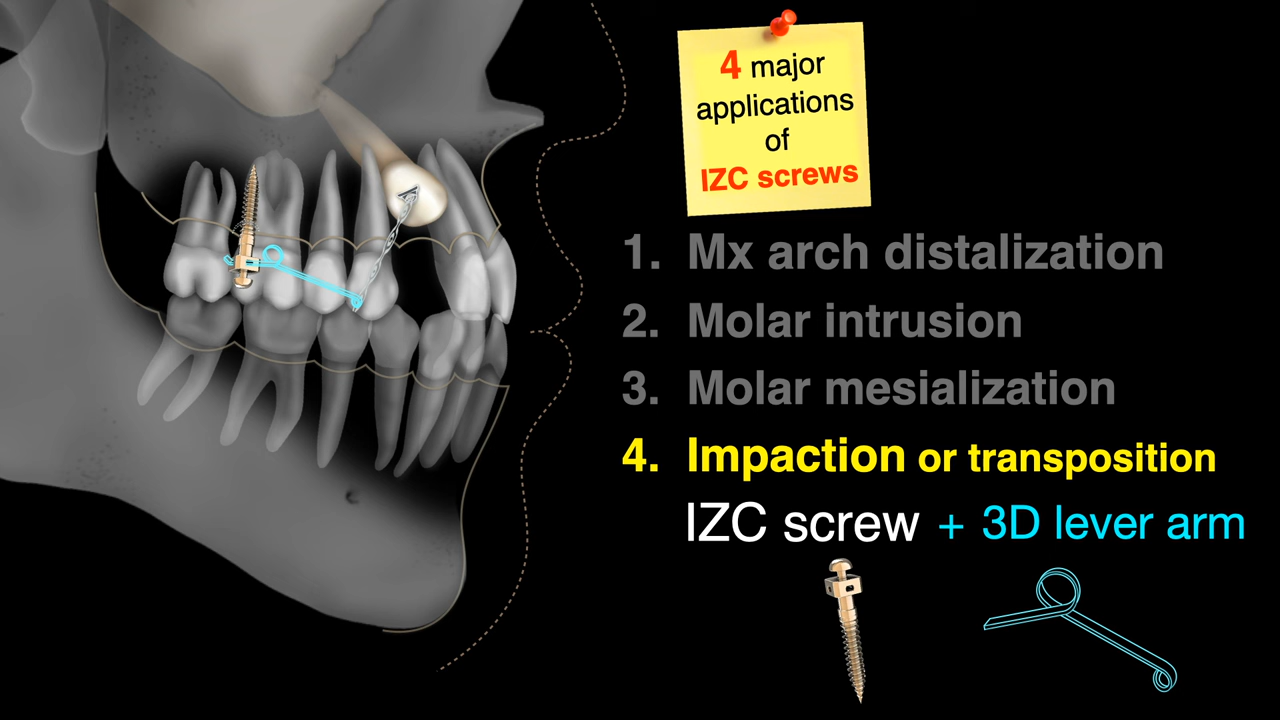 4 major
applications
of
IZC screws
1. Mx arch distalization
2. Molar intrusion
3. Molar mesialization
4. Impaction or transposition
IZC screw + 3D lever arm